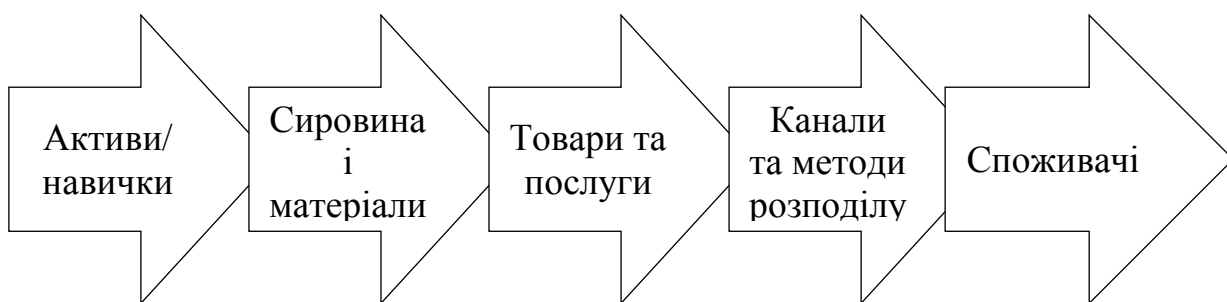 Активи/
навички
Сировина
і
матеріали
Товари та
послуги
Канали
та методи
розподілу
Споживачі